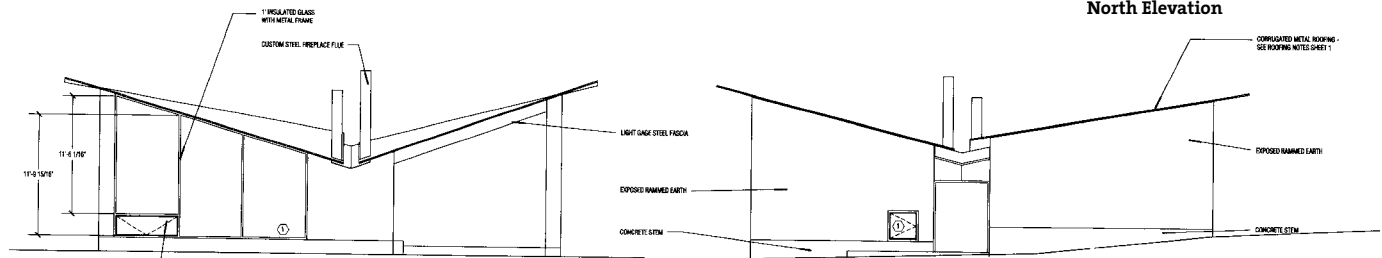 North Elevation
1" INSULATED GLASS
WITH METAL FRAME
CUSTOM STEEL FIREPLACE FLUE
CORRUGATED METAL ROOFING -
SEE ROOFING NOTES SHEET 1
LIGHT GAGE STEEL FASCIA
11'-6 1/16"
11'-9 15/16"
EXPOSED RAMMED EARTH
EXPOSED RAMMED EARTH
CONCRETE STEM
CONCRETE STEM
1
1